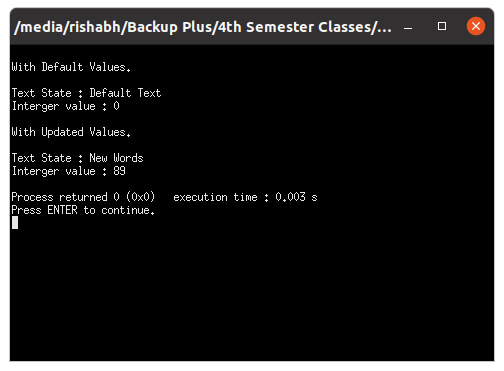 /media/rishabh/Backup Plus/4th Semester Classes/...
With Default Values.
Text State : Default Text
Interger value : 0
With Updated Values.
Text State : New Words
Interger value : 89
Process returned 0 (0x0)   execution time : 0.003 s
Press ENTER to continue.